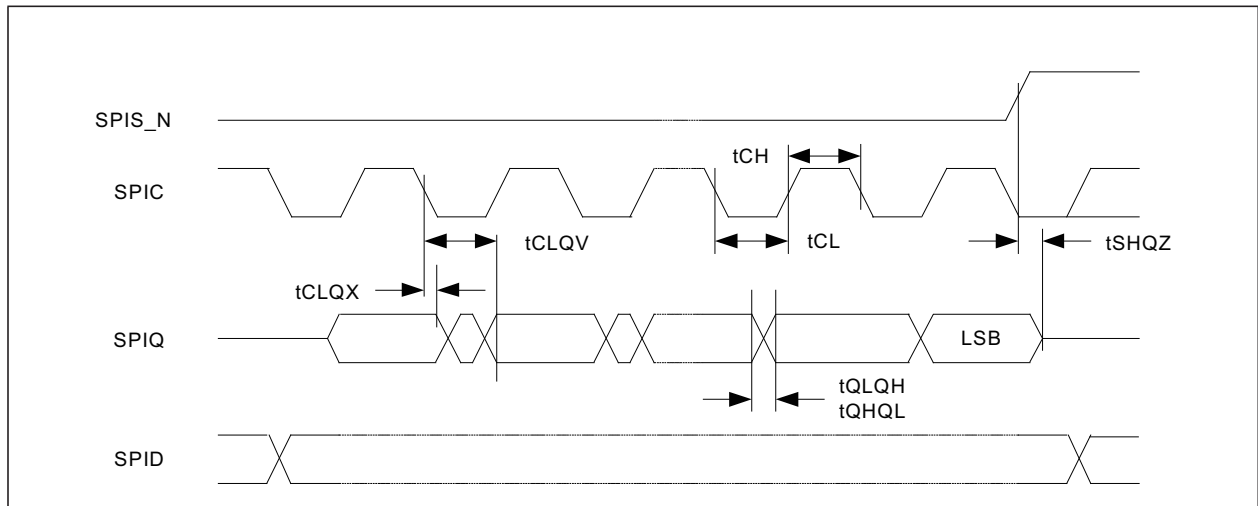 SPIS_N
tCH
SPIC
tCLQV
tCL
tSHQZ
tCLQX
SPIQ
LSB
tQLQH
tQHQL
SPID